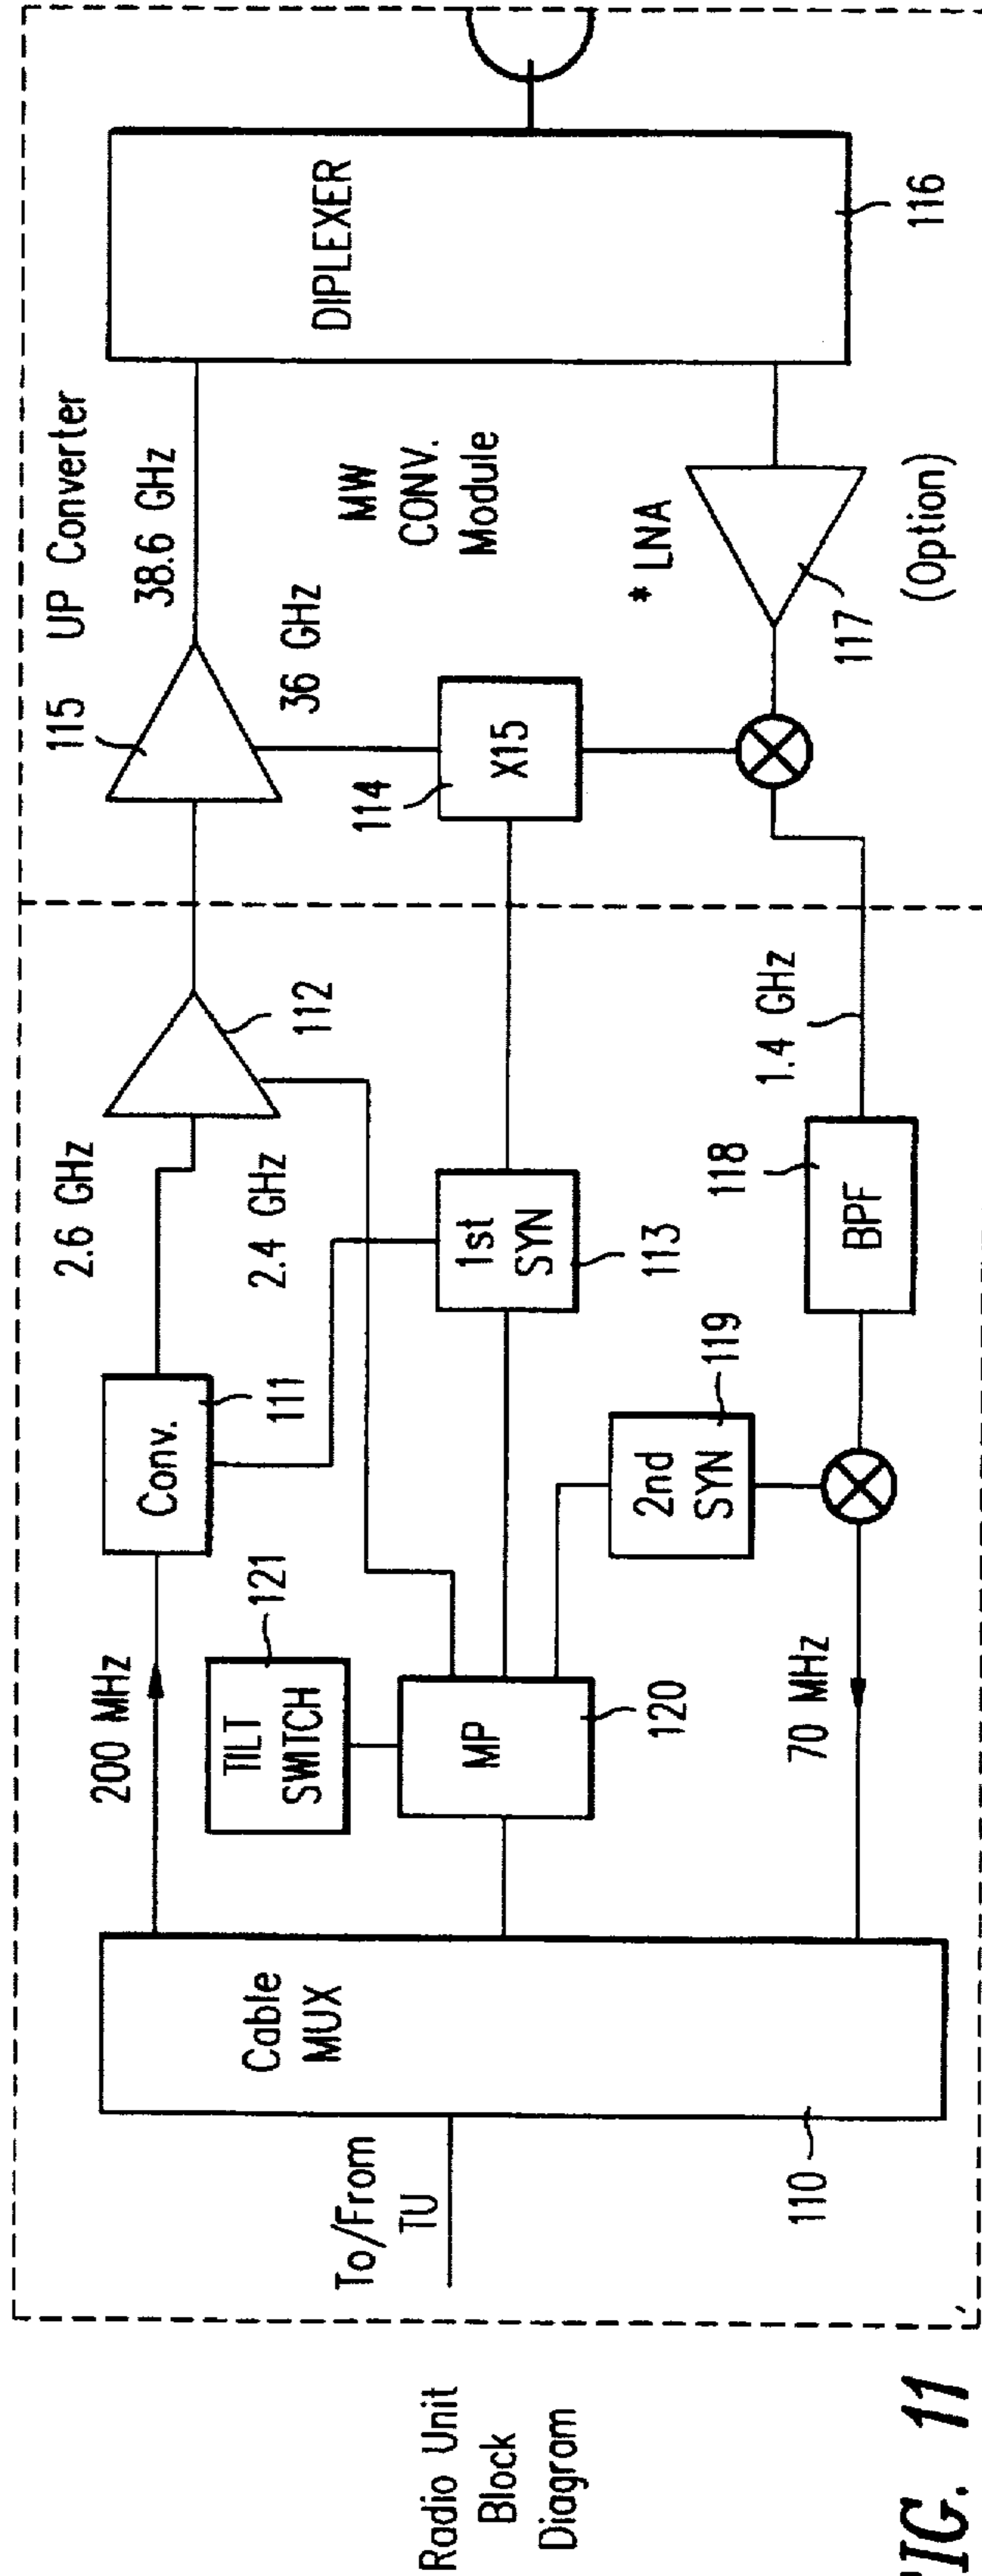 Radio Unit
Block
Diagram
FIG. 11
To/From
TU
Cable
MUX
110
200 MHz
Conv.
111
2.6 GHz
2.4 GHz
112
115
UP Converter
38.6 GHz
36 GHz
MW
CONV.
Module
DIPLEXER
116
TILT
SWITCH
121
MP
120
1st
SYN
113
114
X15
* LNA
117
(Option)
2nd
SYN
119
70 MHz
BPF
118
1.4 GHz